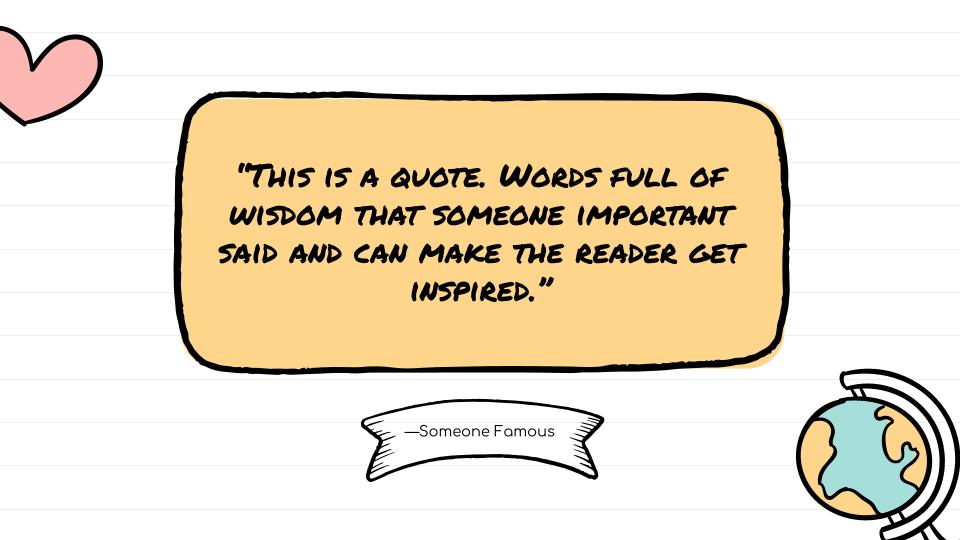 “This is a quote. Words full of
wisdom that someone important
said and can make the reader get
inspired.”
—Someone Famous